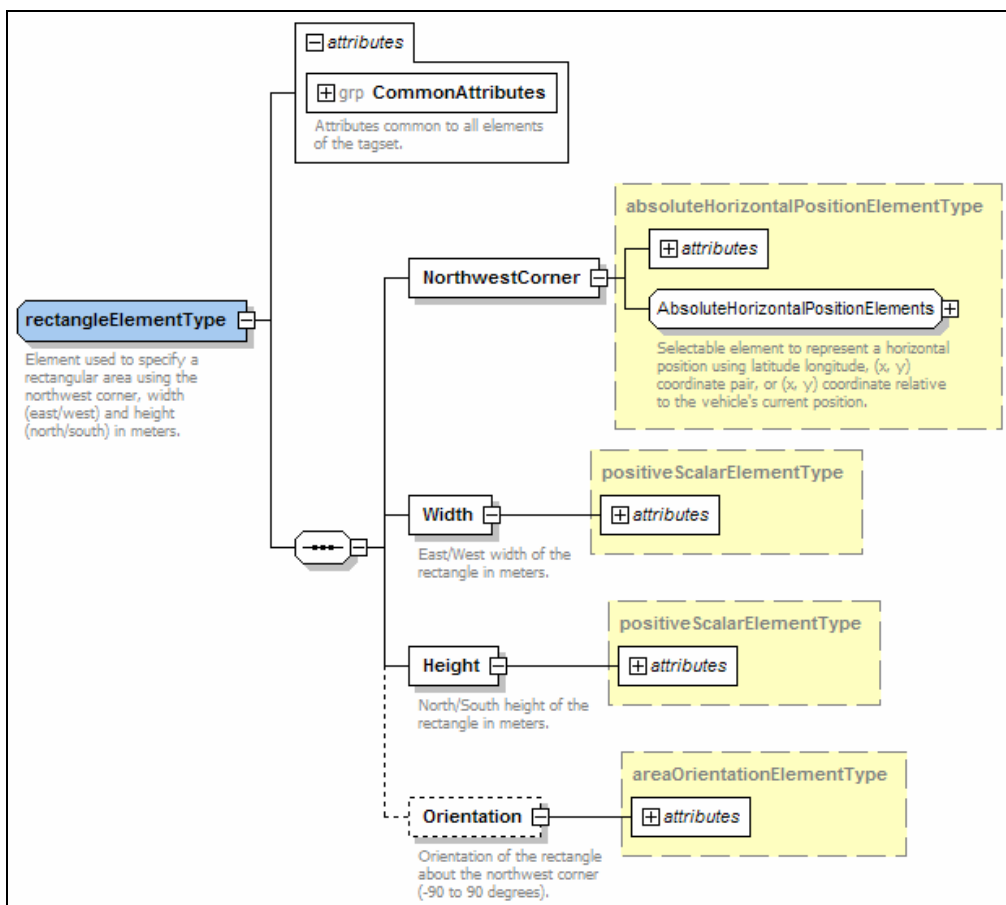 attributes
grp CommonAttributes
Attributes common to all elements
of the tagset.
rectangleElementType
Element used to specify a
rectangular area using the
northwest corner, width
(east/west) and height
(north/south) in meters.
absoluteHorizontalPositionElementType
attributes
NorthwestCorner
AbsoluteHorizontalPositionElements
Selectable element to represent a horizontal
position using latitude longitude, (x, y)
coordinate pair, or (x, y) coordinate relative
to the vehicle's current position.
positiveScalarElementType
Width
attributes
East/West width of the
rectangle in meters.
positiveScalarElementType
Height
attributes
North/South height of the
rectangle in meters.
areaOrientationElementType
Orientation
attributes
Orientation of the rectangle
about the northwest corner
(-90 to 90 degrees).